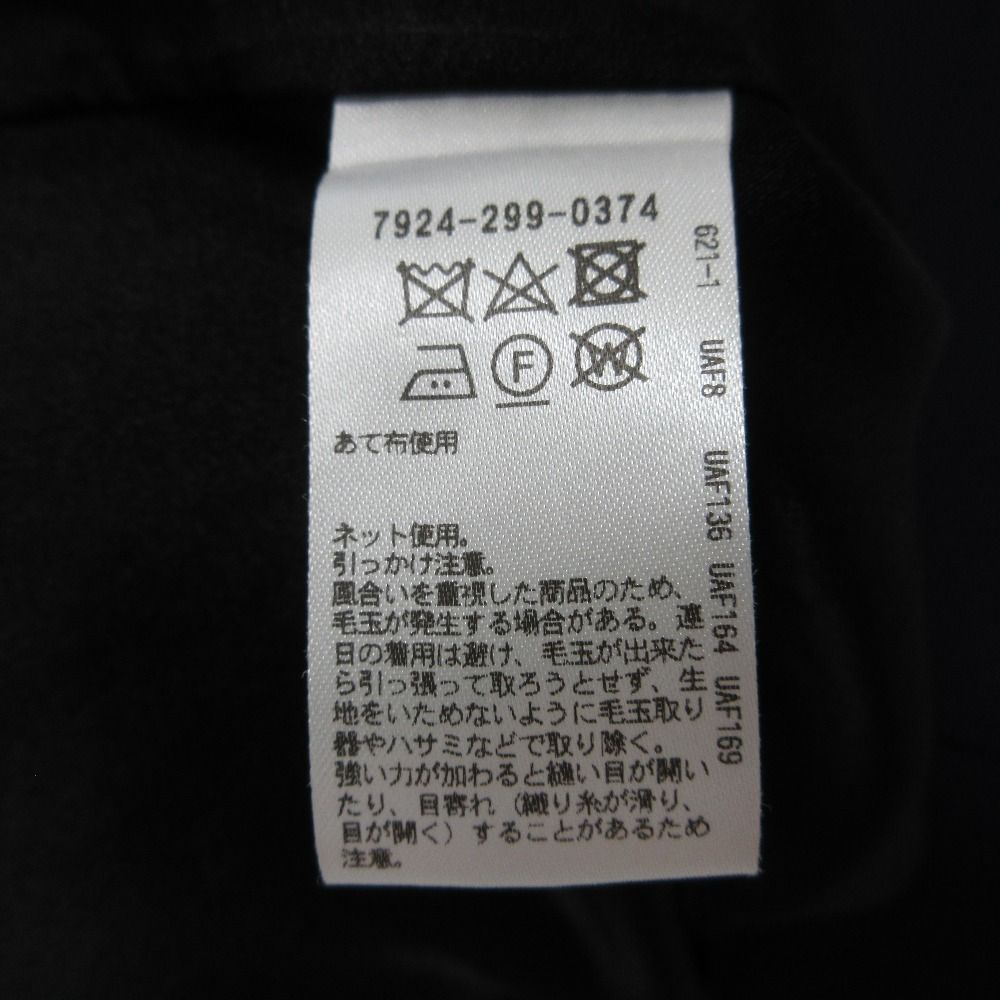 7924-299-0374
F
W
あて布使用
ネット使用。
引っかけ注意。
風合いを重視した商品のため、
毛玉が発生する場合がある。連
日の着用は避け、毛玉が出来た
ら引っ張って取ろうとせず、生
地をいためないように毛玉取り
器やハサミなどで取り除く。
強い力が加わると縫い目が開い
たり、目寄れ(織り糸が滑り、
目が開く)することがあるため
注意。
621-1 UAF8 UAF136 UAF164 UAF169